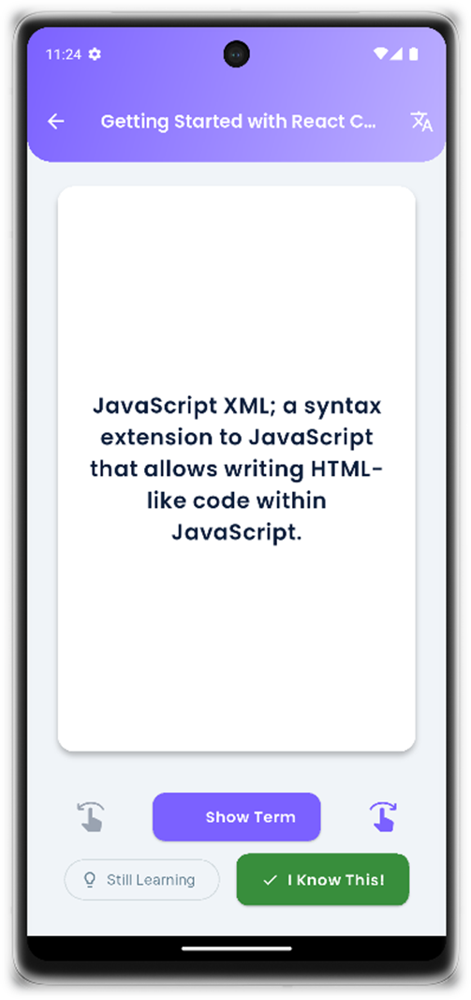 11:24
Getting Started with React C...
JavaScript XML; a syntax
extension to JavaScript
that allows writing HTML-
like code within
JavaScript.
Show Term
Still Learning
I Know This!